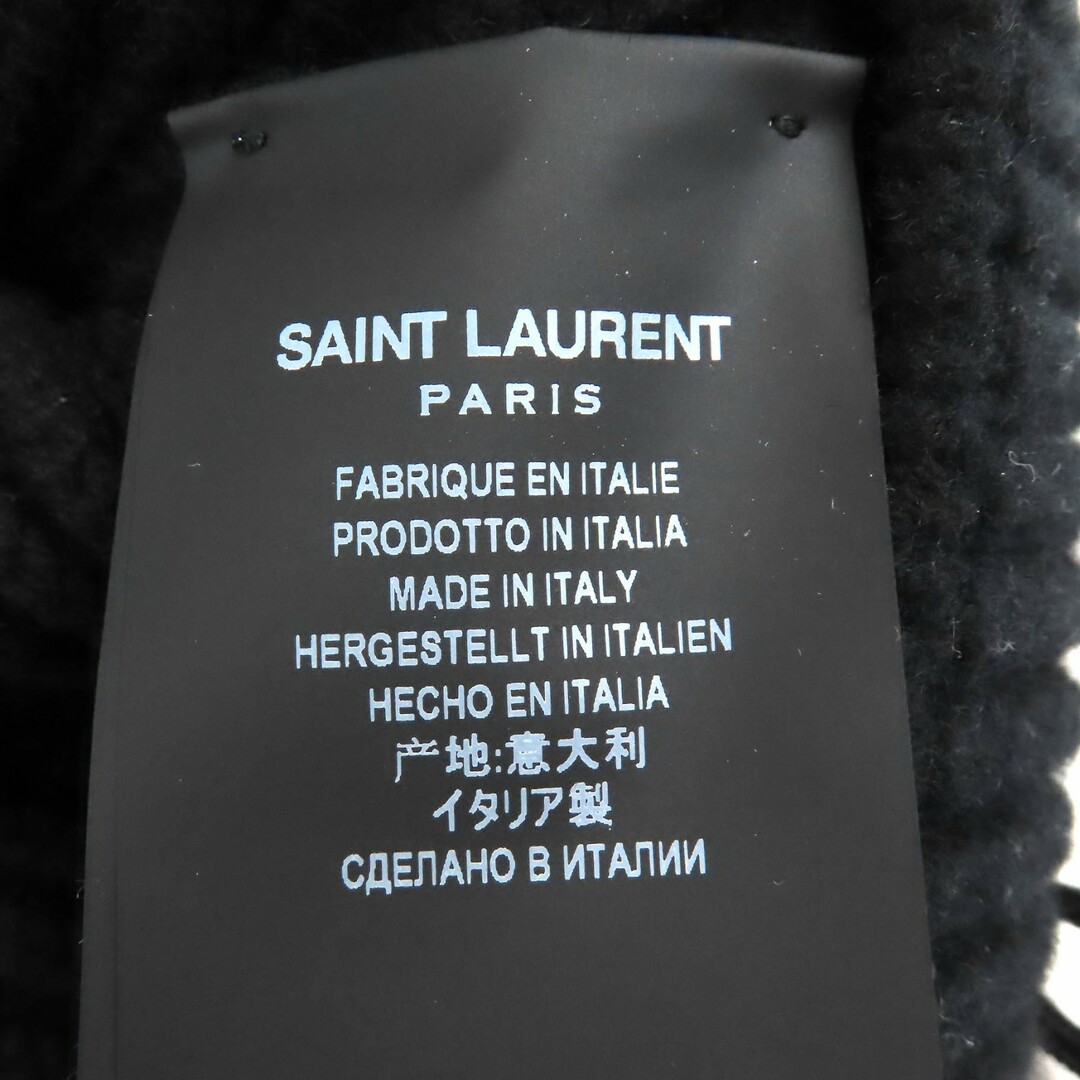 SAINT LAURENT
PARIS
FABRIQUE EN ITALIE
PRODOTTO IN ITALIA
MADE IN ITALY
HERGESTELLT IN ITALIEN
HECHO EN ITALIA
产地:意大利
イタリア製
СДЕЛАНО В ИТАЛИИ